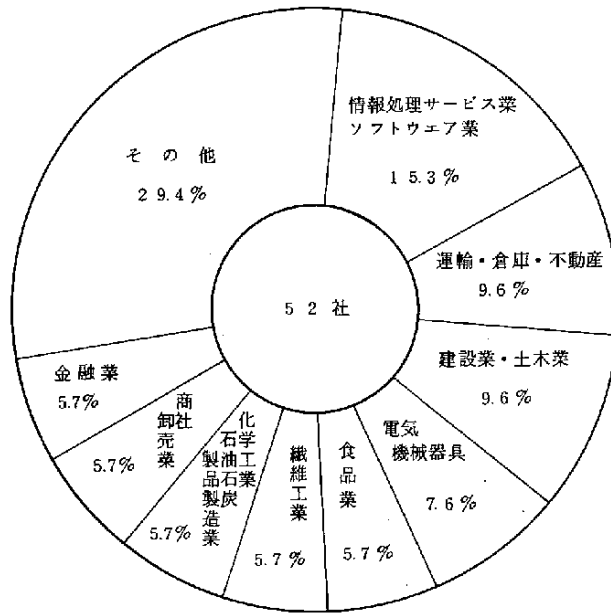 情報処理サービス業
ソフトウエア業
15.3%
運輸・倉庫・不動産
9.6%
建設業・土木業
9.6%
電気
機械器具
7.6%
食品業
5.7%
繊維工業
5.7%
化学工業
石油石炭
製品製造業
5.7%
商社
卸売業
5.7%
金融業
5.7%
その他
29.4%
52社